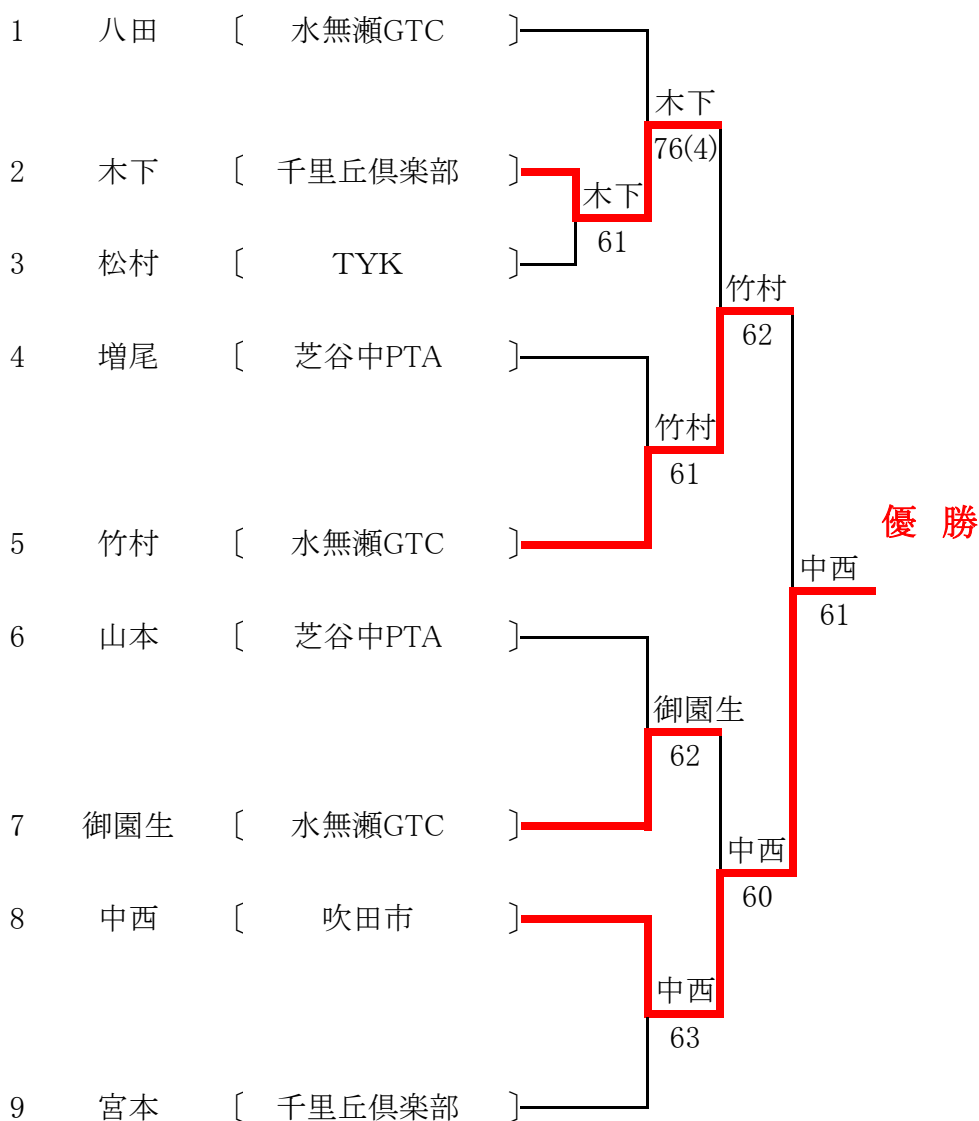 1 八田 〔 水無瀬GTC 〕
木下
76(4)
2 木下 〔 千里丘倶楽部 〕
木下
61
3 松村 〔 TYK 〕
竹村
62
4 増尾 〔 芝谷中PTA 〕
竹村
61
優 勝
5 竹村 〔 水無瀬GTC 〕
中西
61
6 山本 〔 芝谷中PTA 〕
御園生
62
7 御園生 〔 水無瀬GTC 〕
中西
60
8 中西 〔 吹田市 〕
中西
63
9 宮本 〔 千里丘倶楽部 〕